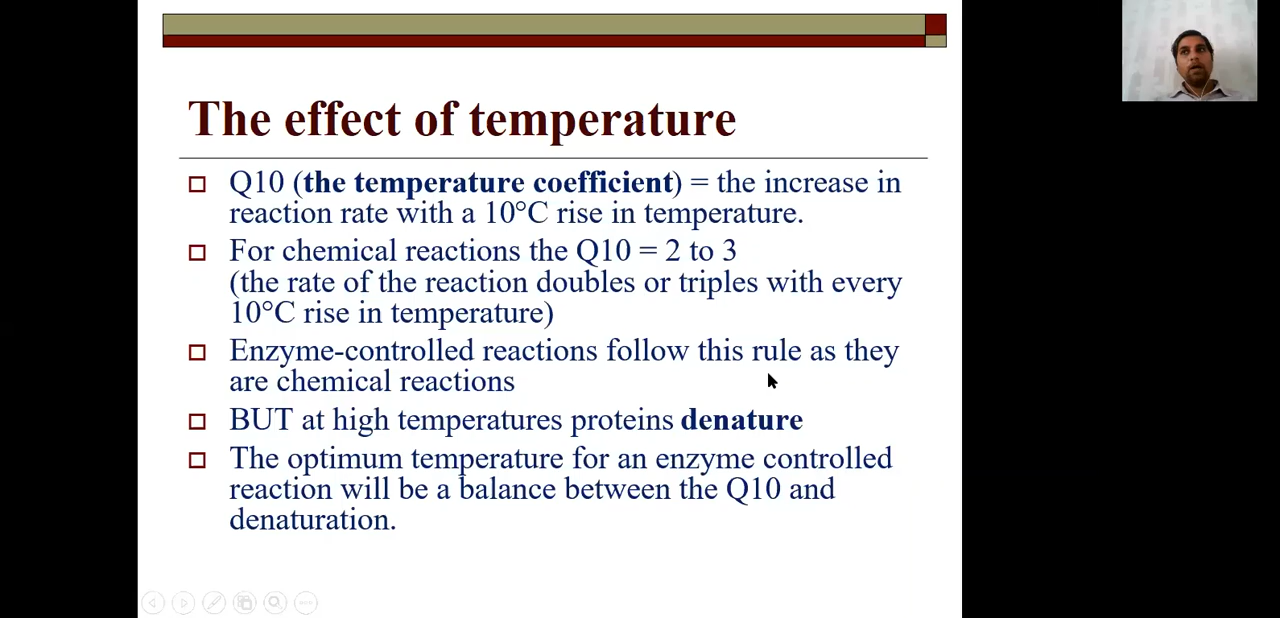 The effect of temperature
Q10 (the temperature coefficient) = the increase in
reaction rate with a 10°C rise in temperature.
For chemical reactions the Q10 = 2 to 3
(the rate of the reaction doubles or triples with every
10°C rise in temperature)
Enzyme-controlled reactions follow this rule as they
are chemical reactions
BUT at high temperatures proteins denature
The optimum temperature for an enzyme controlled
reaction will be a balance between the Q10 and
denaturation.